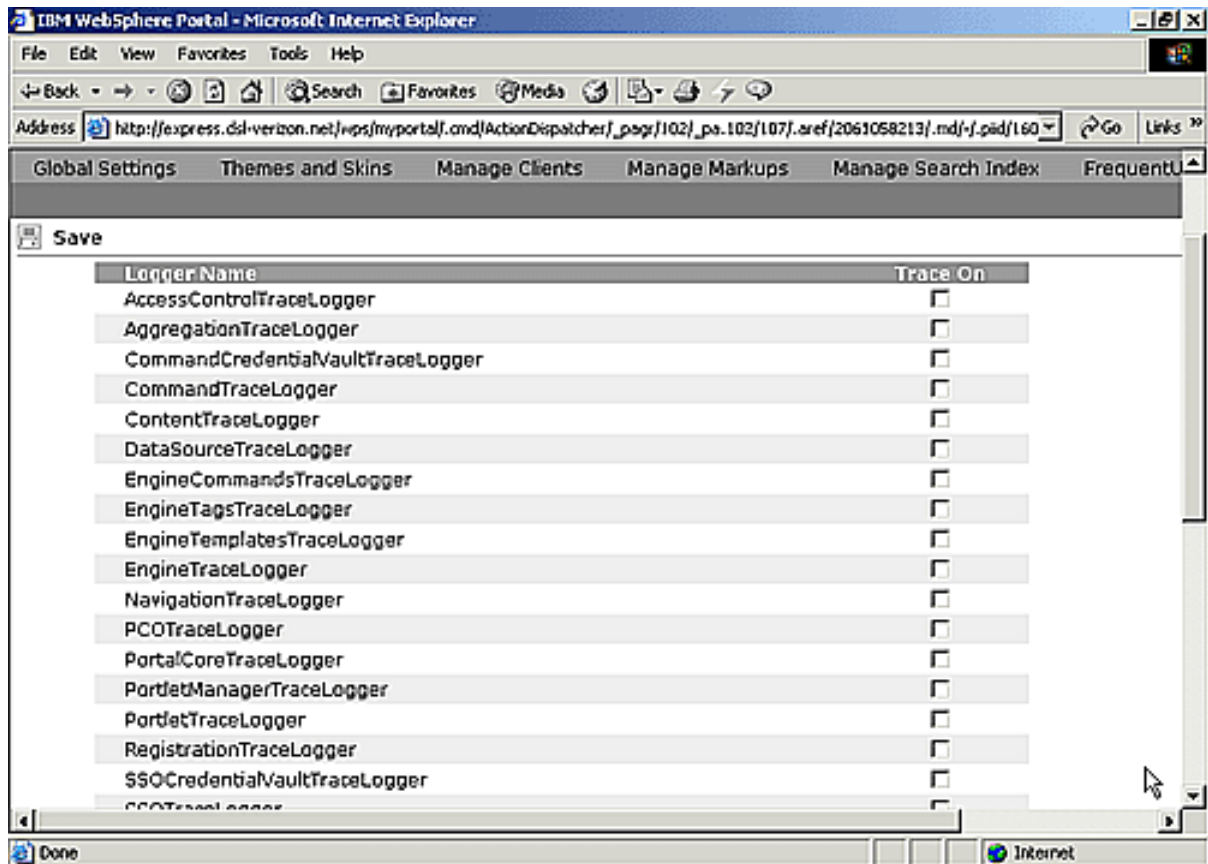 IBM WebSphere Portal - Microsoft Internet Explorer
File Edit View Favorites Tools Help
Back Search Favorites Media
Address http://express.dsl-verizon.net/wps/myportal/.cmd/ActionDispatcher/_pagr/102/_pa.102/107/.aref/2061058213/.md/-/.piid/160 Go Links »
Global Settings Themes and Skins Manage Clients Manage Markups Manage Search Index FrequentU
Save
Logger Name Trace On
AccessControlTraceLogger
AggregationTraceLogger
CommandCredentialVaultTraceLogger
CommandTraceLogger
ContentTraceLogger
DataSourceTraceLogger
EngineCommandsTraceLogger
EngineTagsTraceLogger
EngineTemplatesTraceLogger
EngineTraceLogger
NavigationTraceLogger
PCOTraceLogger
PortalCoreTraceLogger
PortletManagerTraceLogger
PortletTraceLogger
RegistrationTraceLogger
SSOCredentialVaultTraceLogger
SSOTraceLogger
Done Internet